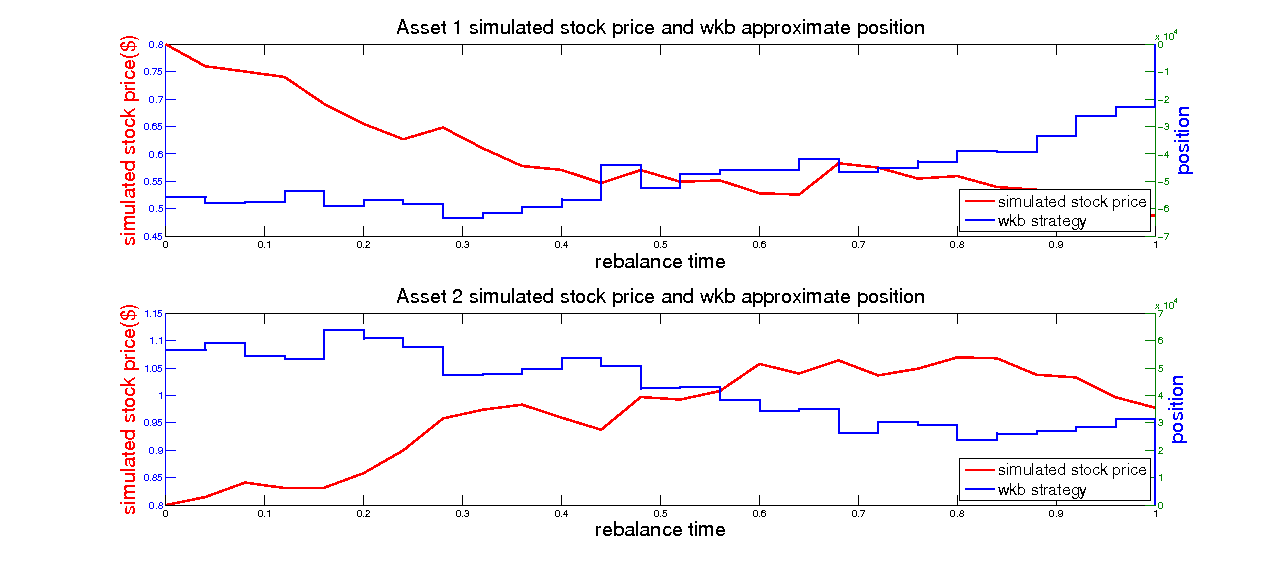 Asset 1 simulated stock price and wkb approximate position
x 10^4
simulated stock price($)
0.8
0.75
0.7
0.65
0.6
0.55
0.5
0.45
0
-1
-2
-3
-4
-5
-6
-7
position
simulated stock price
wkb strategy
0 0.1 0.2 0.3 0.4 0.5 0.6 0.7 0.8 0.9 1
rebalance time
Asset 2 simulated stock price and wkb approximate position
x 10^4
simulated stock price($)
1.15
1.1
1.05
1
0.95
0.9
0.85
0.8
7
6
5
4
3
2
1
0
position
simulated stock price
wkb strategy
0 0.1 0.2 0.3 0.4 0.5 0.6 0.7 0.8 0.9 1
rebalance time